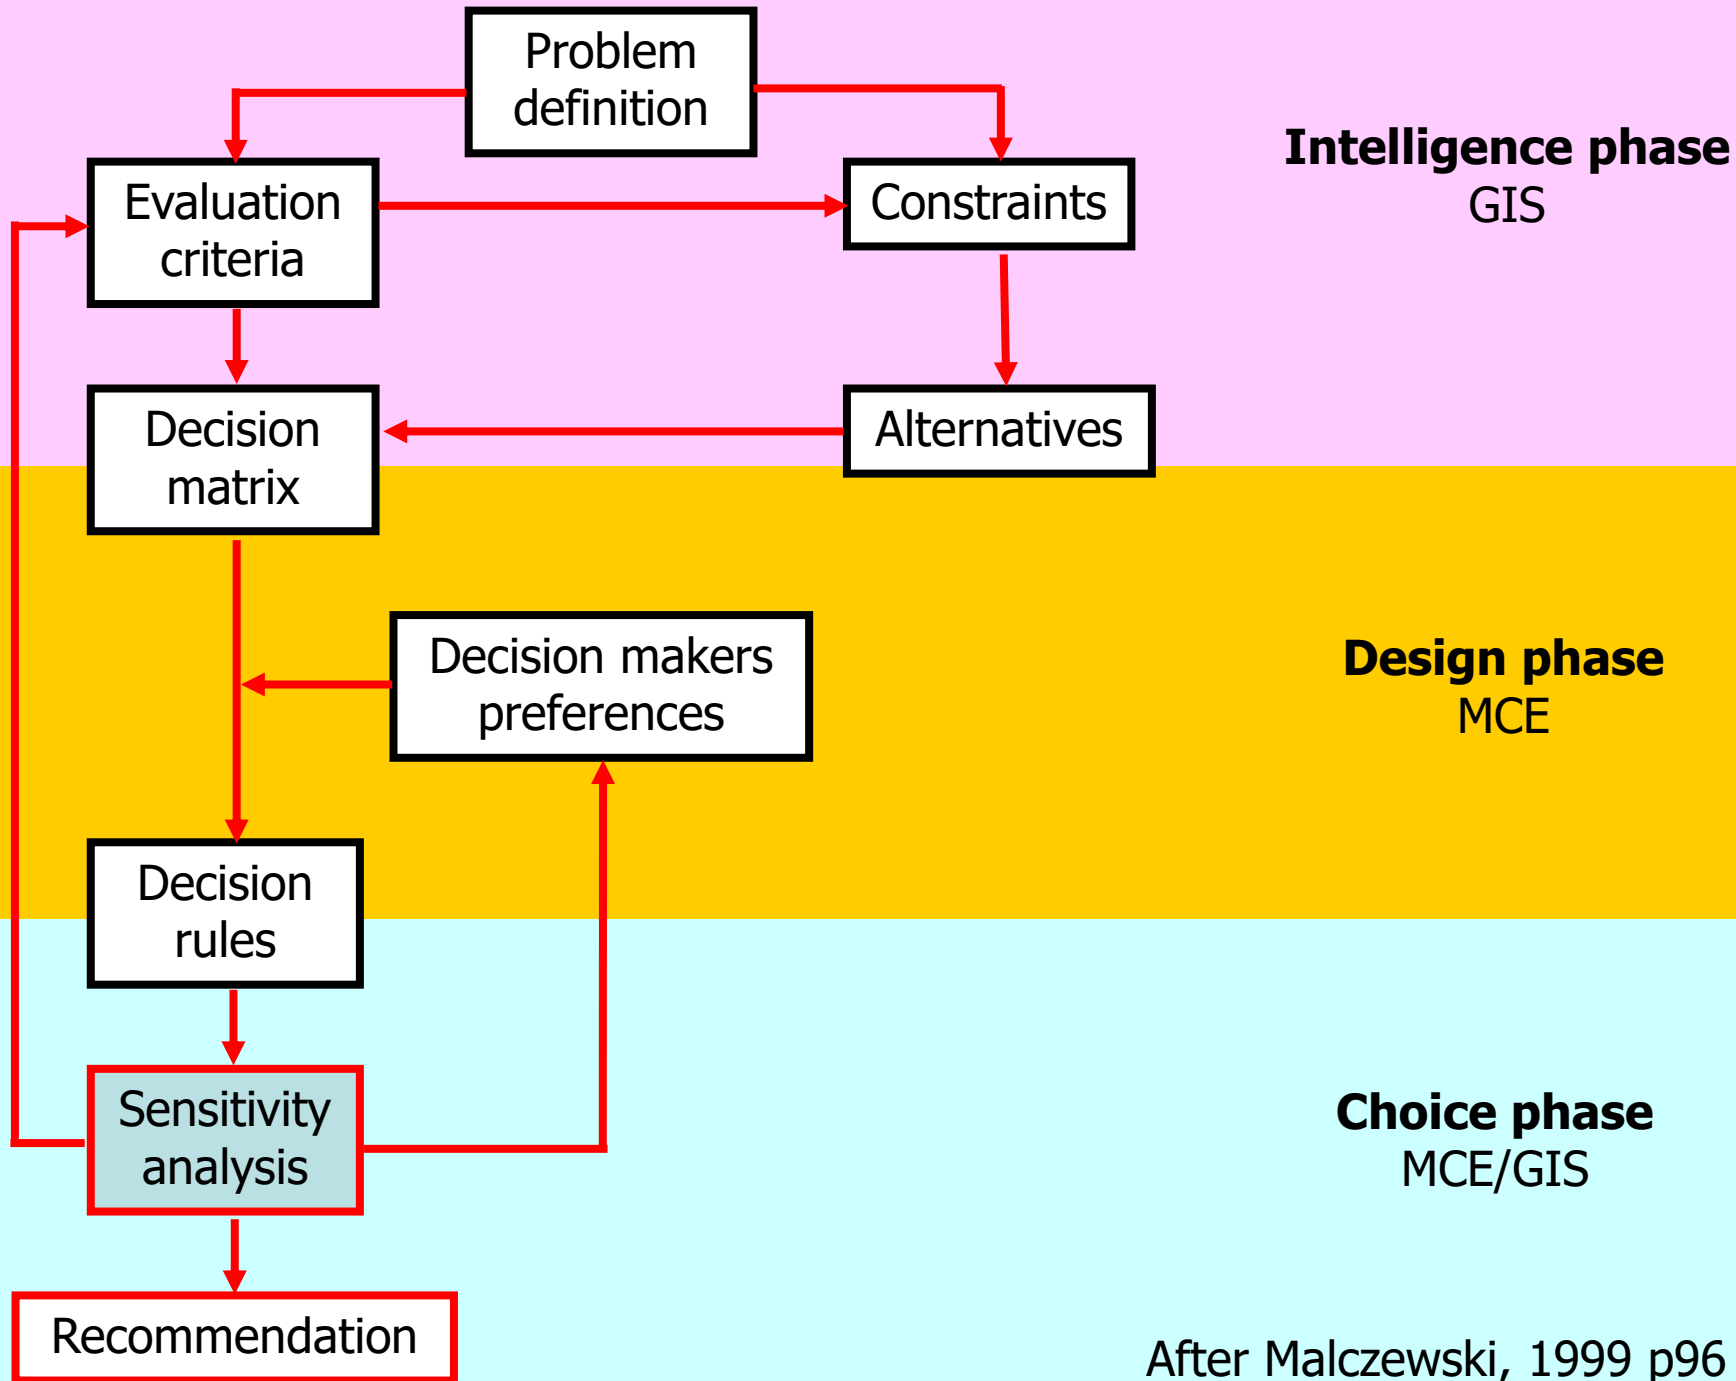 Problem
definition
Intelligence phase
GIS
Evaluation
criteria
Constraints
Decision
matrix
Alternatives
Decision makers
preferences
Design phase
MCE
Decision
rules
Sensitivity
analysis
Choice phase
MCE/GIS
Recommendation
After Malczewski, 1999 p96